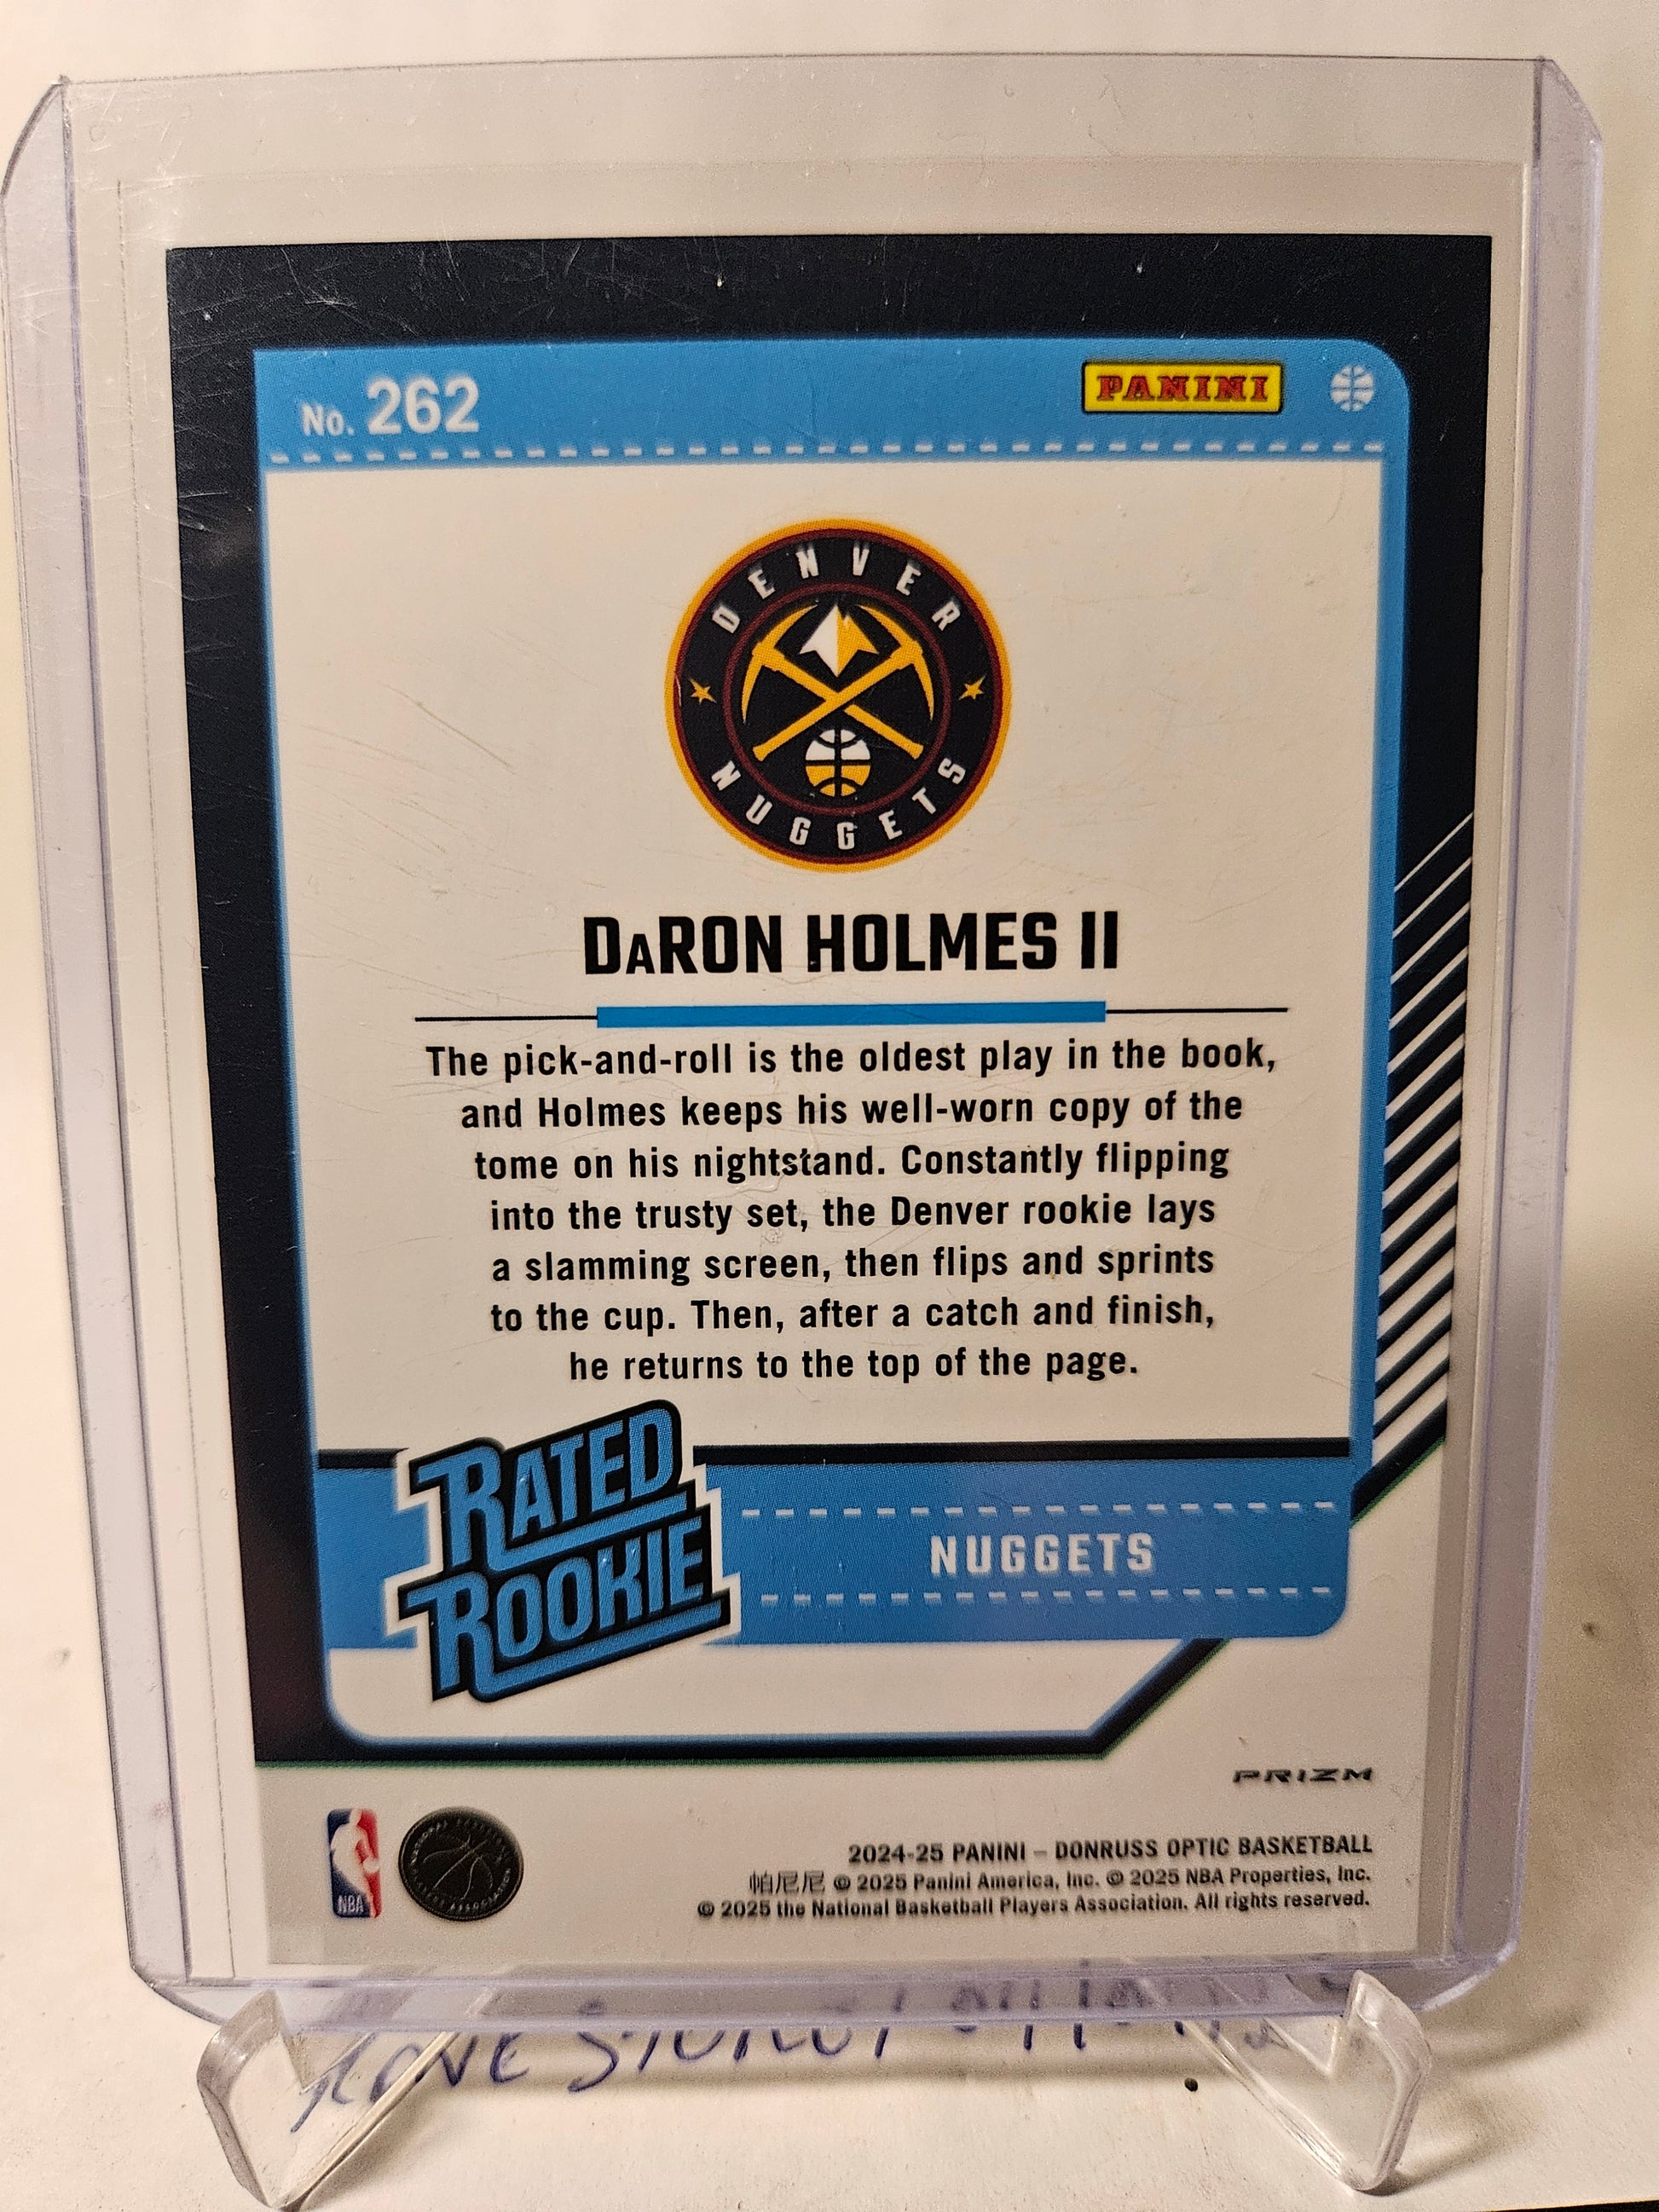 No. 262
PANINI
DENVER
NUGGETS
DaRON HOLMES II
The pick-and-roll is the oldest play in the book,
and Holmes keeps his well-worn copy of the
tome on his nightstand. Constantly flipping
into the trusty set, the Denver rookie lays
a slamming screen, then flips and sprints
to the cup. Then, after a catch and finish,
he returns to the top of the page.
RATED
ROOKIE
NUGGETS
PRIZM
NBA
2024-25 PANINI – DONRUSS OPTIC BASKETBALL
帕尼尼 © 2025 Panini America, Inc. © 2025 NBA Properties, Inc.
© 2025 the National Basketball Players Association. All rights reserved.